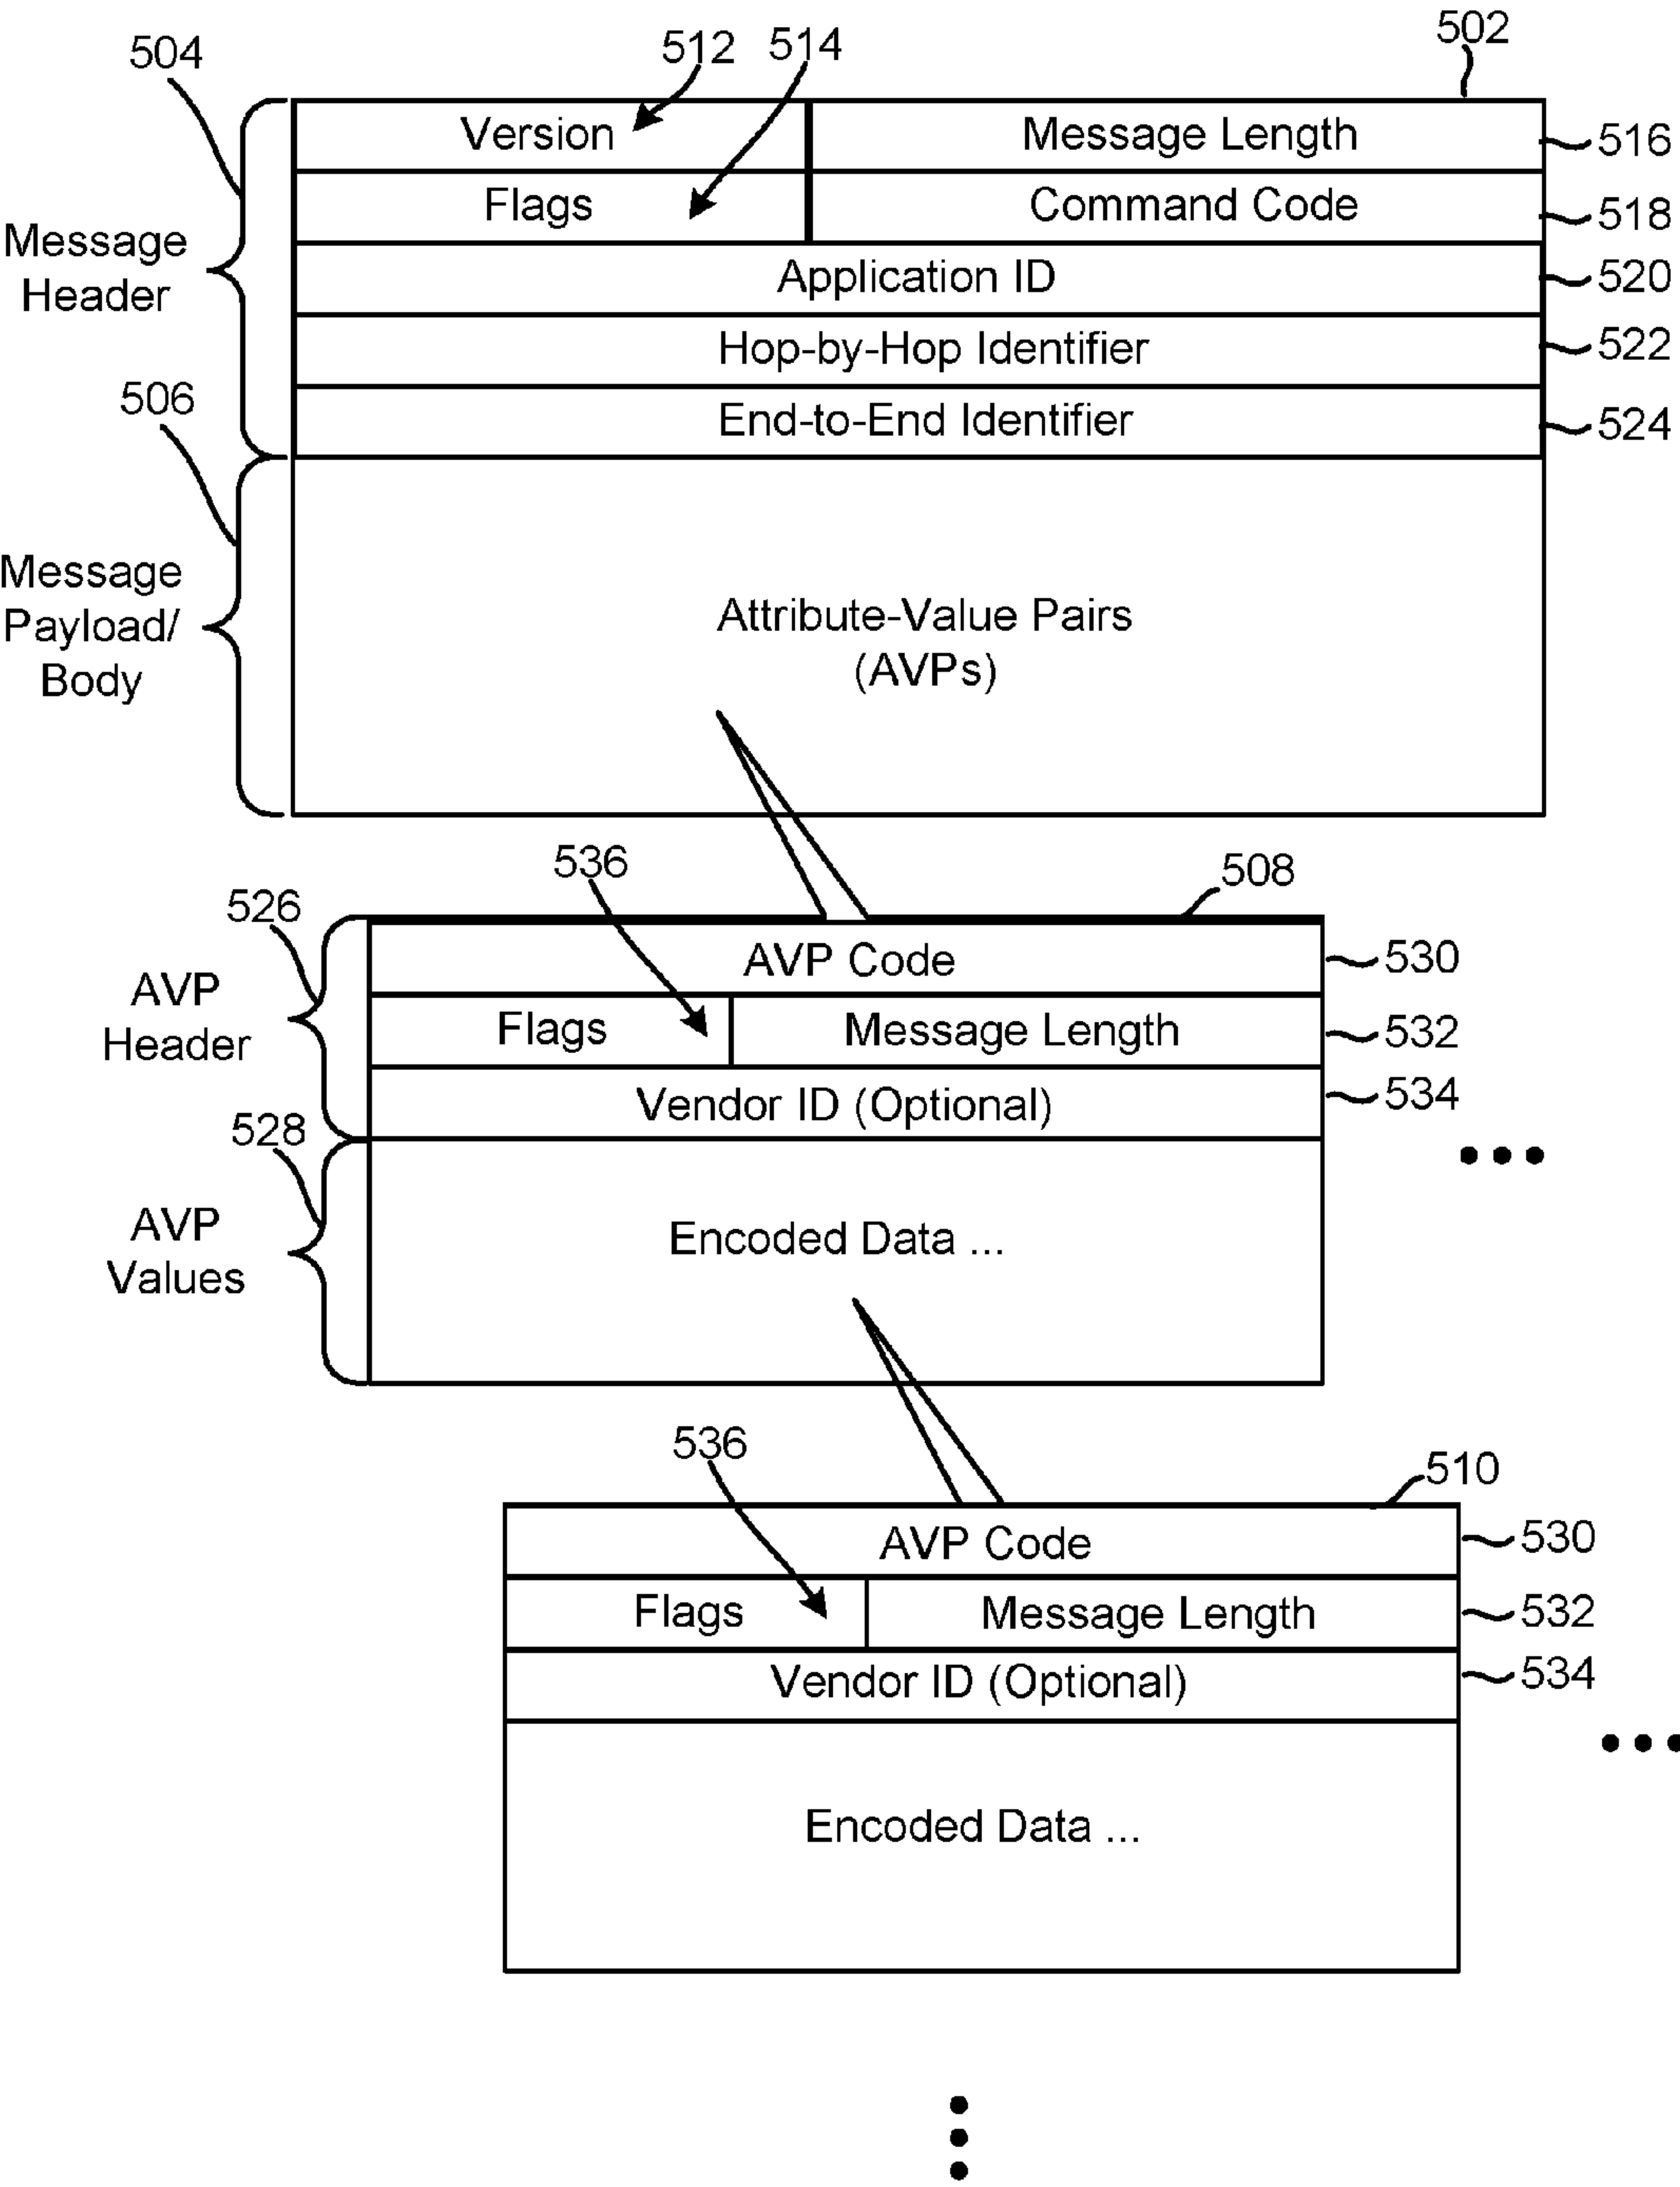 502
504
512
514
Version
Message Length
516
Flags
Command Code
518
Message
Header
Application ID
520
Hop-by-Hop Identifier
522
506
End-to-End Identifier
524
Message
Payload/
Body
Attribute-Value Pairs
(AVPs)
536
508
526
AVP Code
530
AVP
Header
Flags
Message Length
532
Vendor ID (Optional)
534
528
AVP
Values
Encoded Data ...
536
510
AVP Code
530
Flags
Message Length
532
Vendor ID (Optional)
534
Encoded Data ...